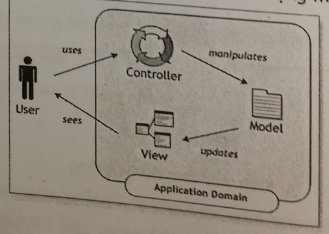 uses
Controller
manipulates
User
Model
sees
View
updates
Application Domain